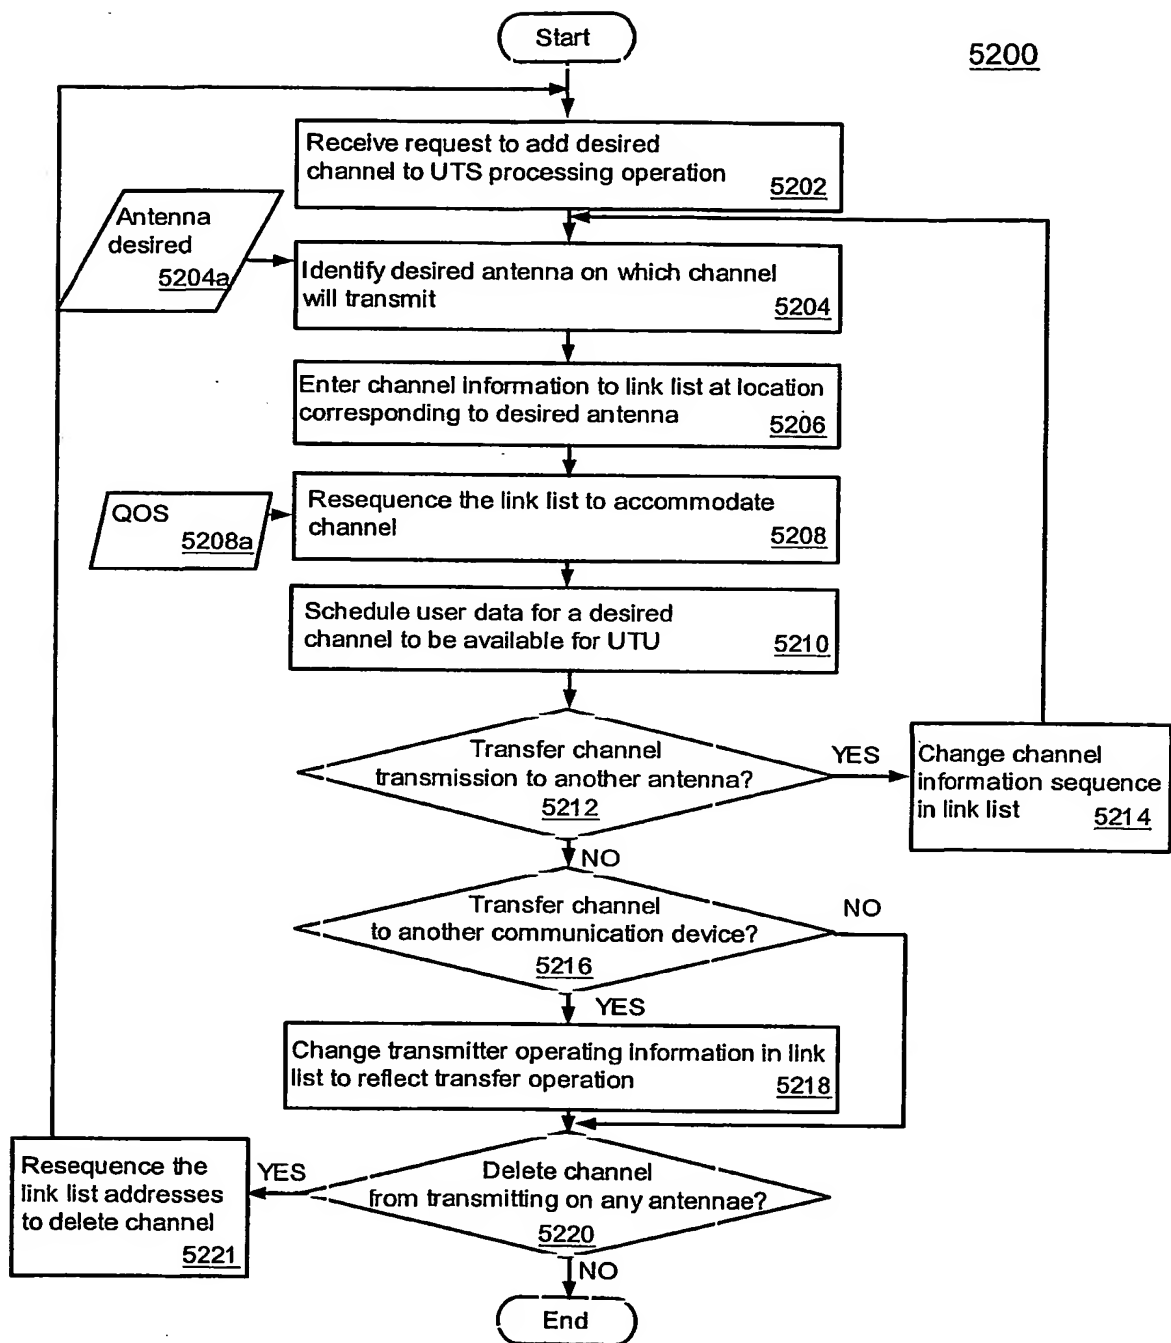 Start
5200
Receive request to add desired
channel to UTS processing operation
5202
Antenna
desired
5204a
Identify desired antenna on which channel
will transmit
5204
Enter channel information to link list at location
corresponding to desired antenna
5206
QOS
5208a
Resequence the link list to accommodate
channel
5208
Schedule user data for a desired
channel to be available for UTU
5210
Transfer channel
transmission to another antenna?
5212
YES
Change channel
information sequence
in link list
5214
NO
Transfer channel
to another communication device?
5216
NO
YES
Change transmitter operating information in link
list to reflect transfer operation
5218
Resequence the
link list addresses
to delete channel
5221
YES
Delete channel
from transmitting on any antennae?
5220
NO
End